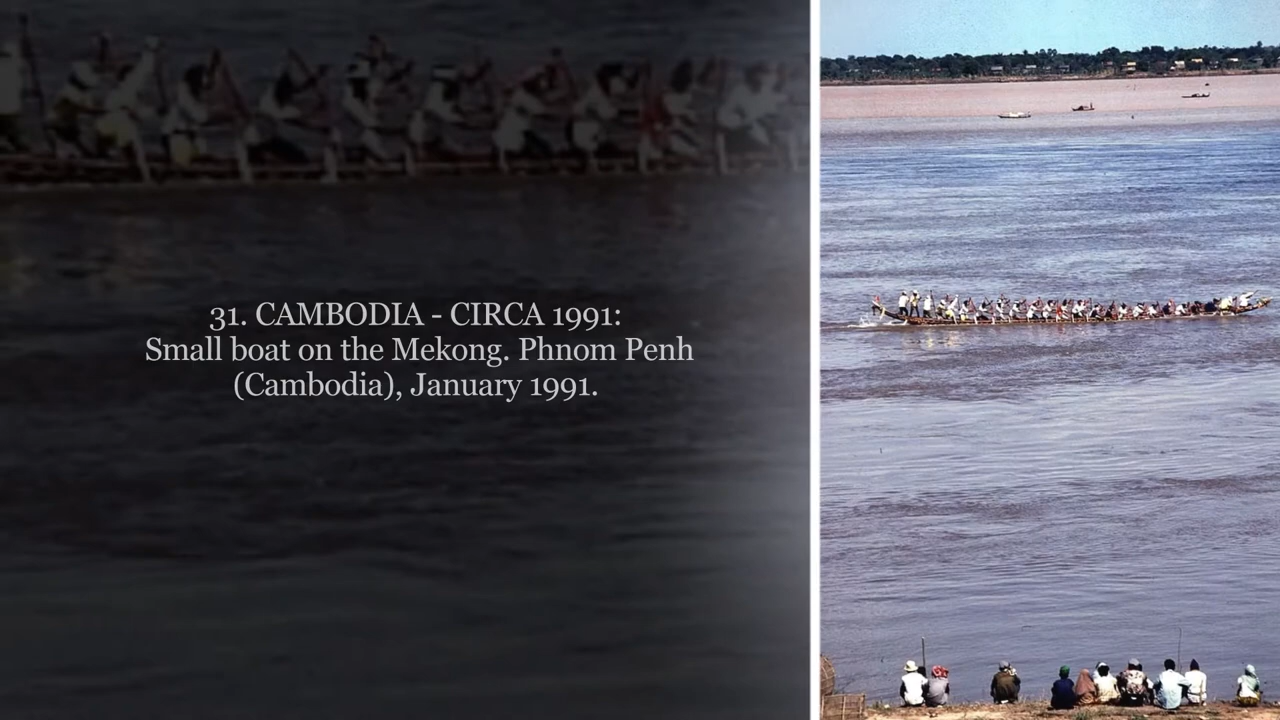 31. CAMBODIA - CIRCA 1991:
Small boat on the Mekong. Phnom Penh
(Cambodia), January 1991.